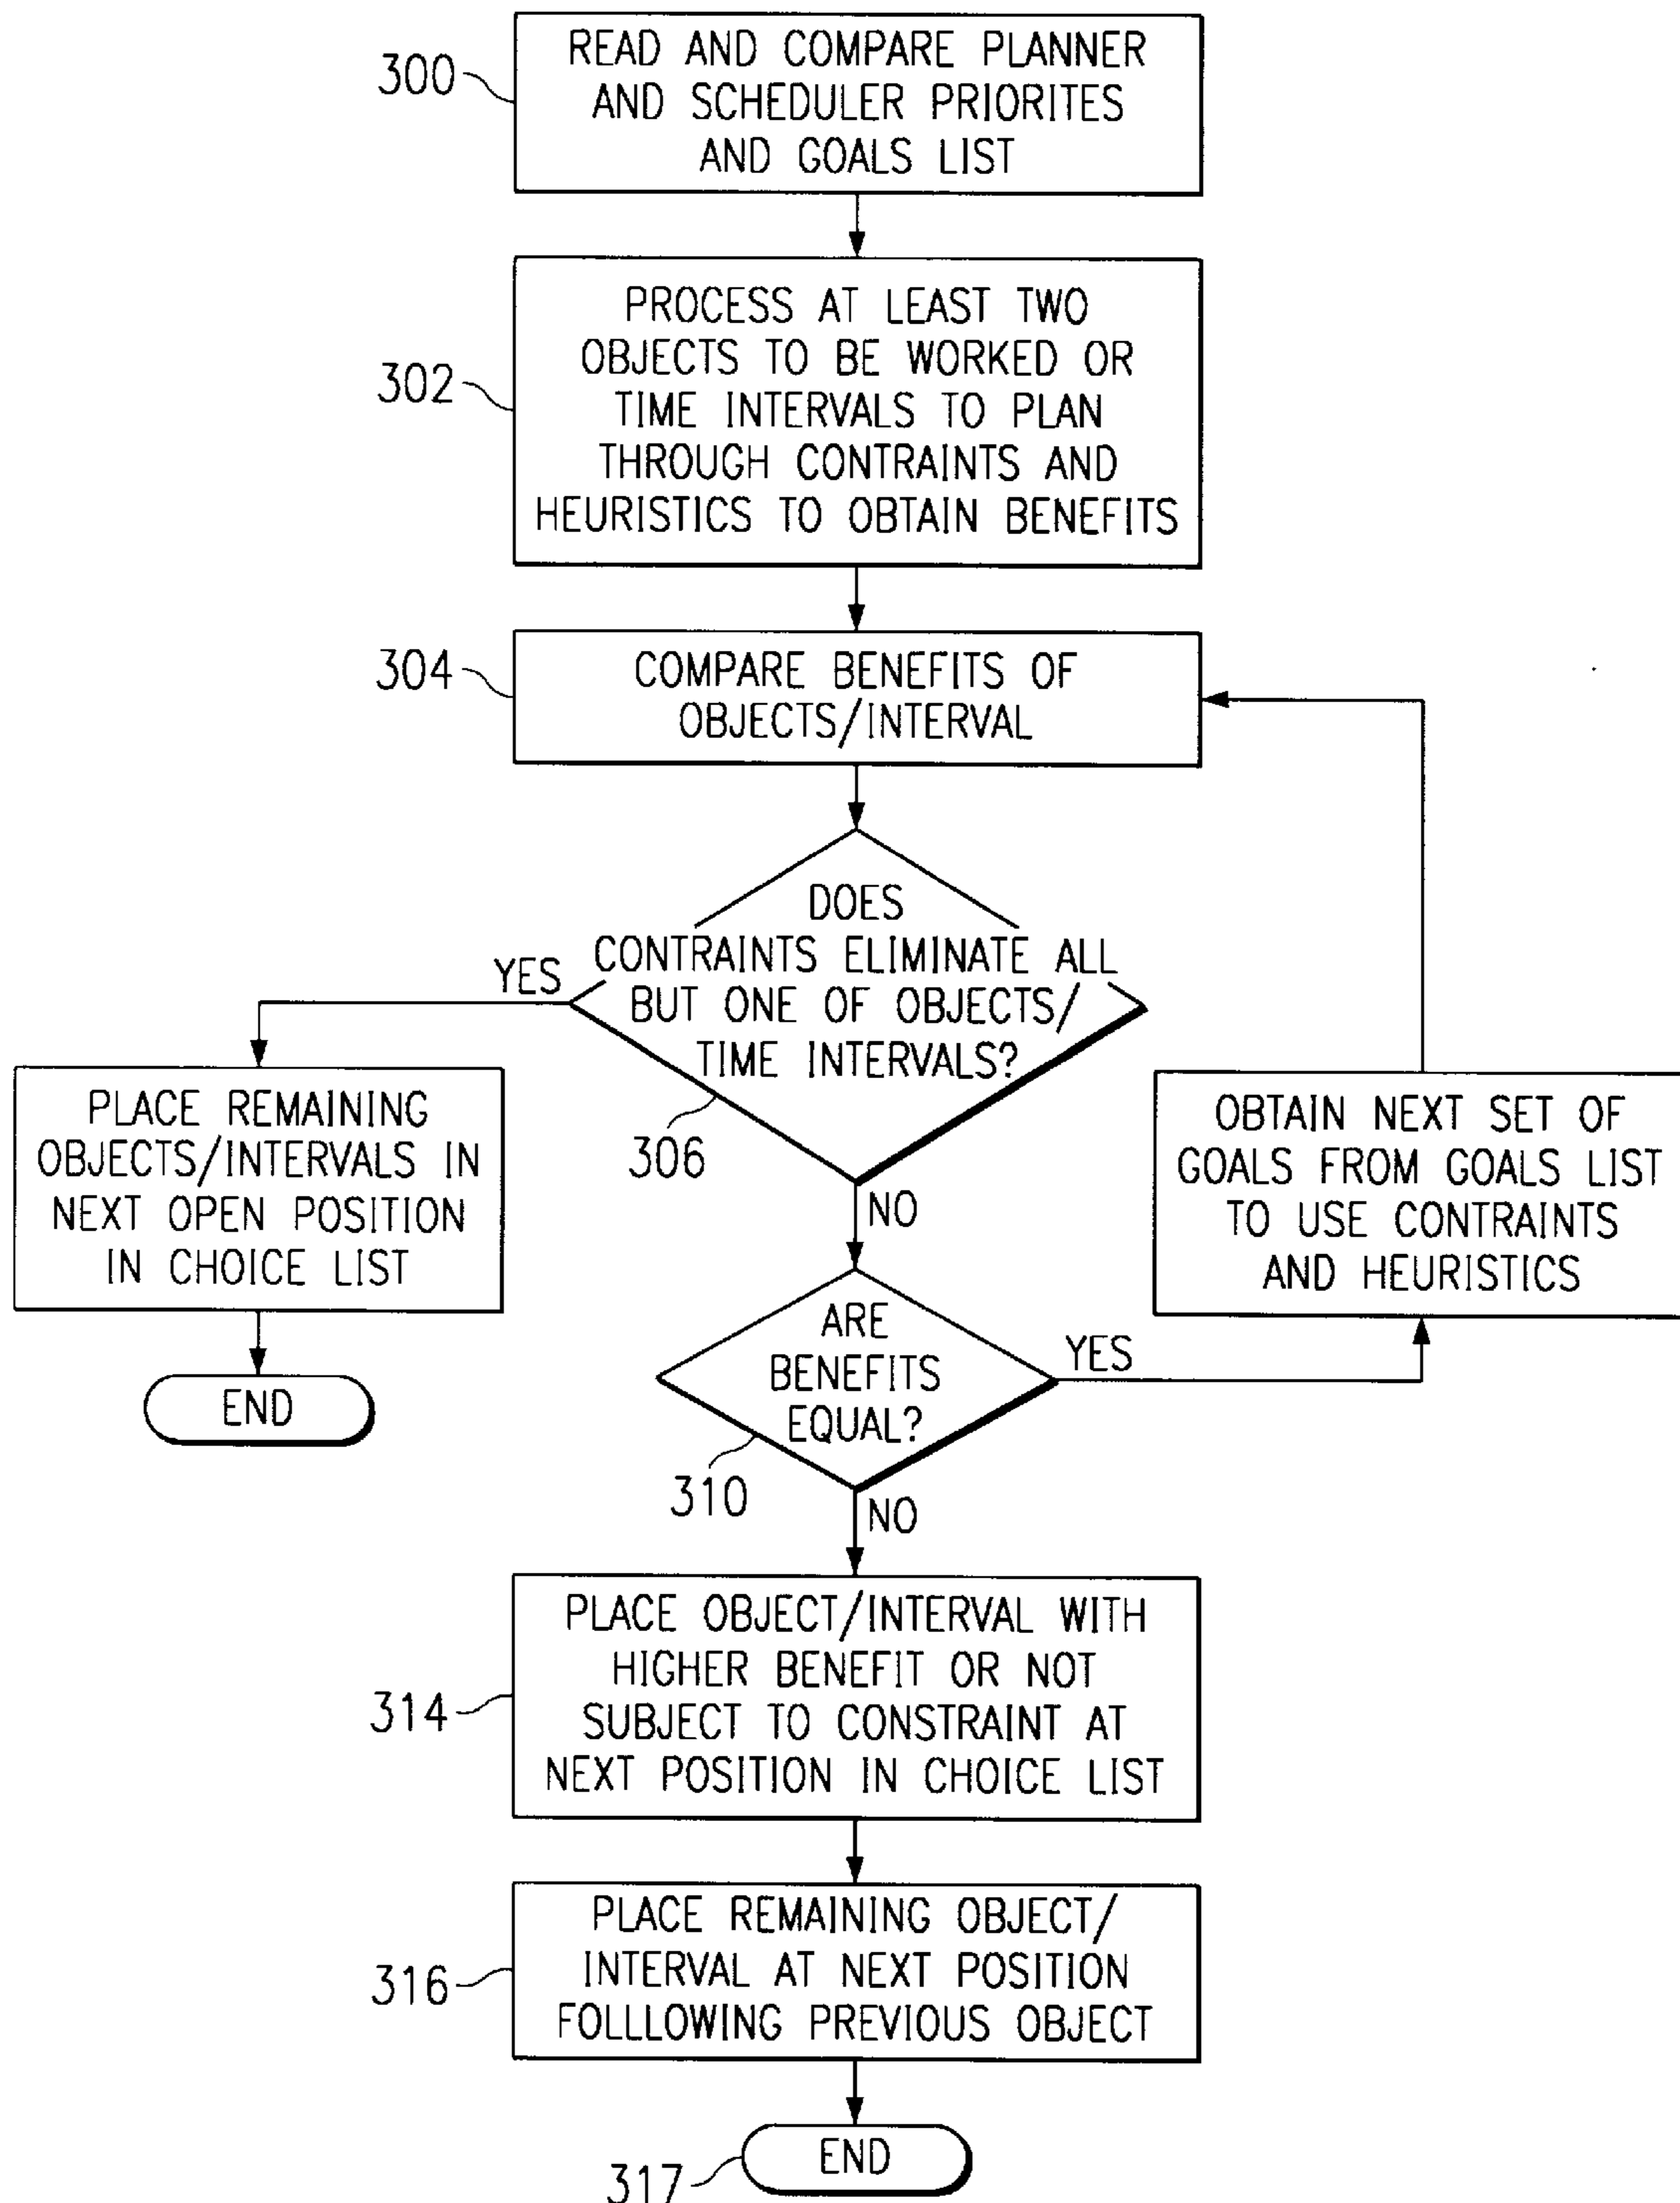 300
READ AND COMPARE PLANNER
AND SCHEDULER PRIORITES
AND GOALS LIST
302
PROCESS AT LEAST TWO
OBJECTS TO BE WORKED OR
TIME INTERVALS TO PLAN
THROUGH CONTRAINTS AND
HEURISTICS TO OBTAIN BENEFITS
304
COMPARE BENEFITS OF
OBJECTS/INTERVAL
DOES
CONTRAINTS ELIMINATE ALL
BUT ONE OF OBJECTS/
TIME INTERVALS?
306
YES
PLACE REMAINING
OBJECTS/INTERVALS IN
NEXT OPEN POSITION
IN CHOICE LIST
END
NO
ARE
BENEFITS
EQUAL?
310
YES
OBTAIN NEXT SET OF
GOALS FROM GOALS LIST
TO USE CONTRAINTS
AND HEURISTICS
NO
314
PLACE OBJECT/INTERVAL WITH
HIGHER BENEFIT OR NOT
SUBJECT TO CONSTRAINT AT
NEXT POSITION IN CHOICE LIST
316
PLACE REMAINING OBJECT/
INTERVAL AT NEXT POSITION
FOLLLOWING PREVIOUS OBJECT
END
317